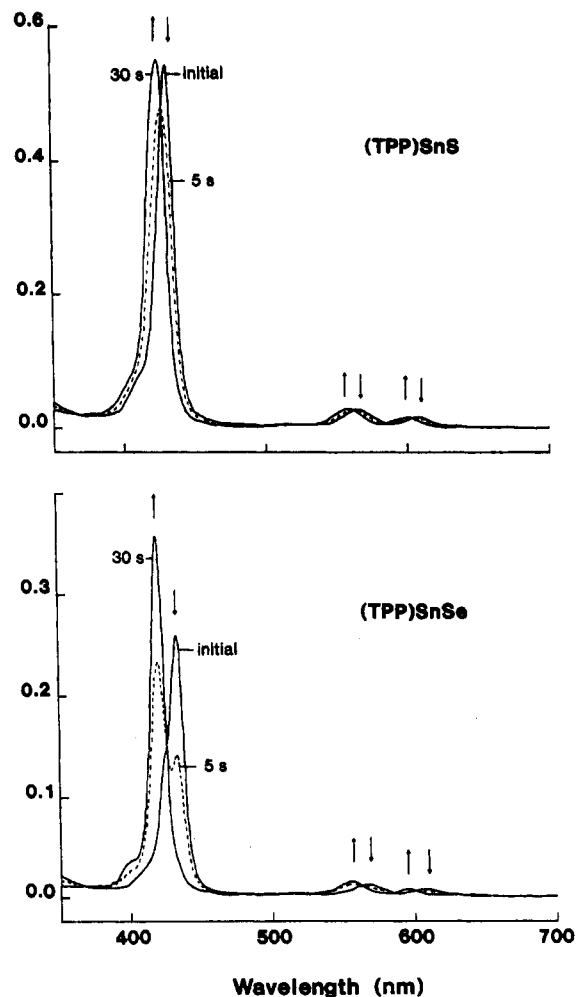 0.6
30 s
initial
(TPP)SnS
0.4
5 s
0.2
0.0
30 s
0.3
(TPP)SnSe
initial
0.2
5 s
0.1
0.0
400
500
600
700
Wavelength (nm)